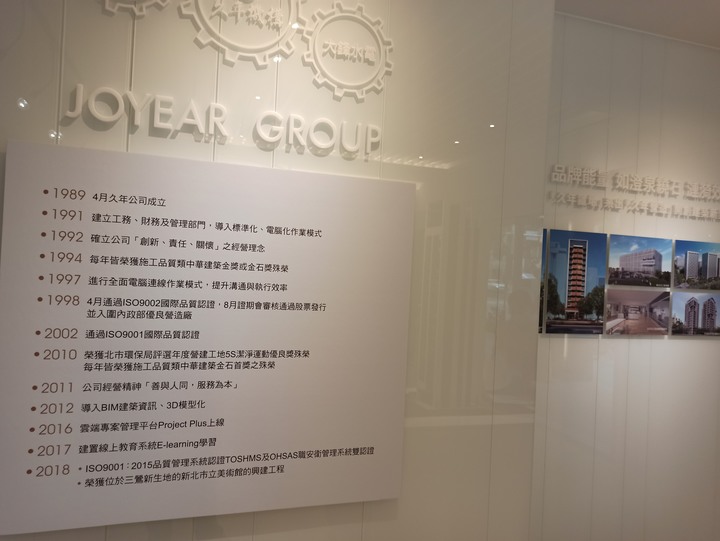 久年機構
大鐸水電
JOYEAR GROUP
• 1989 4月久年公司成立
• 1991 建立工務、財務及管理部門，導入標準化、電腦化作業模式
• 1992 確立公司「創新、責任、關懷」之經營理念
• 1994 每年皆榮獲施工品質類中華建築金獎或金石獎殊榮
• 1997 進行全面電腦連線作業模式，提升溝通與執行效率
• 1998 4月通過ISO9002國際品質認證，8月證期會審核通過股票發行
並入圍內政部優良營造廠
• 2002 通過ISO9001國際品質認證
• 2010 榮獲北市環保局評選年度營建工地5S潔淨運動優良獎殊榮
每年皆榮獲施工品質類中華建築金石首獎之殊榮
• 2011 公司經營精神「善與人同，服務為本」
• 2012 導入BIM建築資訊、3D模型化
• 2016 雲端專案管理平台Project Plus上線
• 2017 建置線上教育系統E-learning學習
• 2018 • ISO9001：2015品質管理系統認證TOSHMS及OHSAS職安衛管理系統雙認證
• 榮獲位於三鶯新生地的新北市立美術館的興建工程
品牌能量